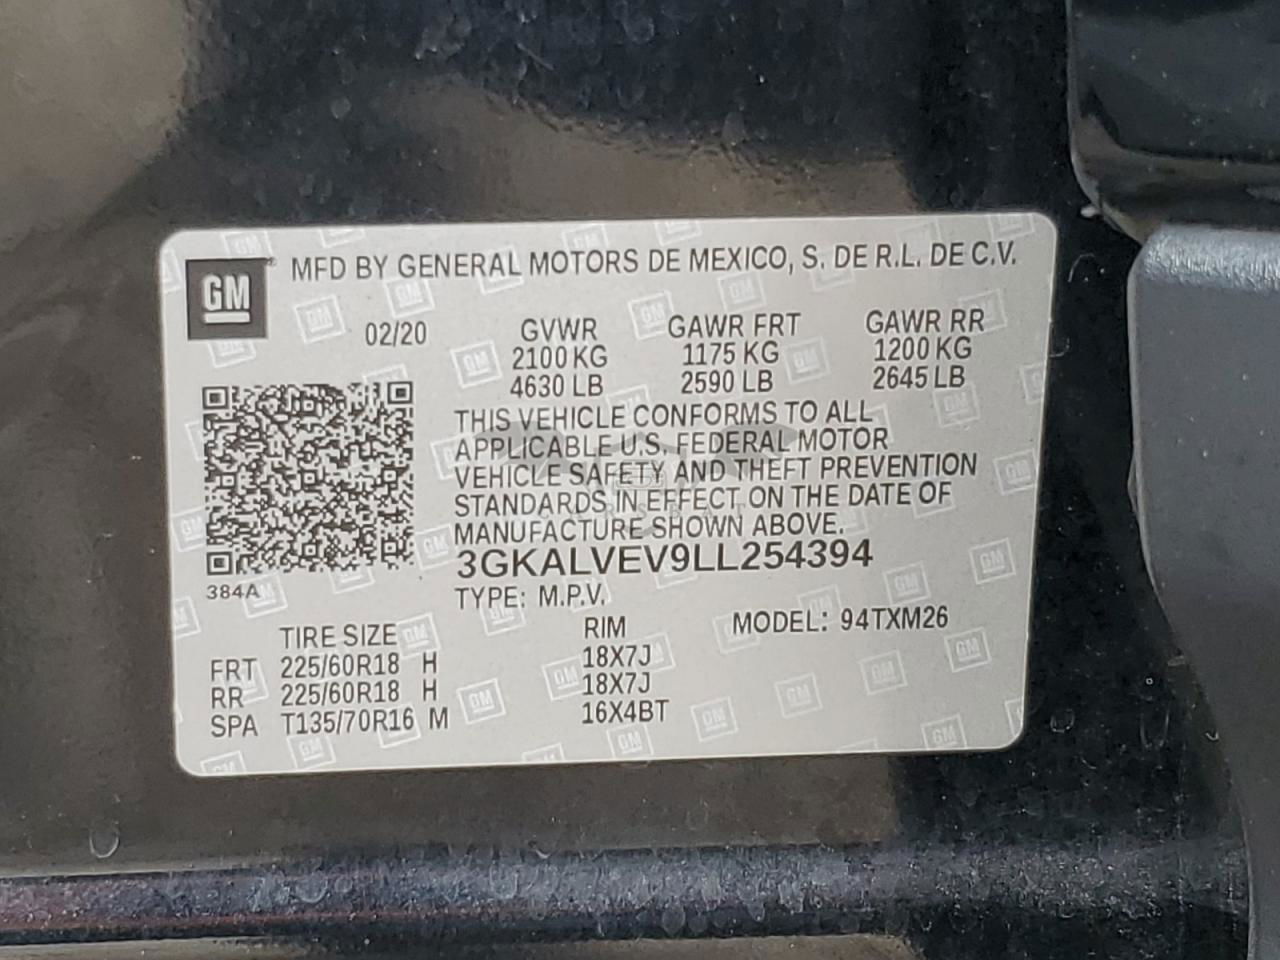 GM
MFD BY GENERAL MOTORS DE MEXICO, S. DE R.L. DE C.V.
02/20
GVWR GAWR FRT GAWR RR
2100 KG 1175 KG 1200 KG
4630 LB 2590 LB 2645 LB
THIS VEHICLE CONFORMS TO ALL
APPLICABLE U.S. FEDERAL MOTOR
VEHICLE SAFETY AND THEFT PREVENTION
STANDARDS IN EFFECT ON THE DATE OF
MANUFACTURE SHOWN ABOVE.
3GKALVEV9LL254394
384A
TYPE: M.P.V.
TIRE SIZE RIM MODEL: 94TXM26
FRT 225/60R18 H 18X7J
RR 225/60R18 H 18X7J
SPA T135/70R16 M 16X4BT